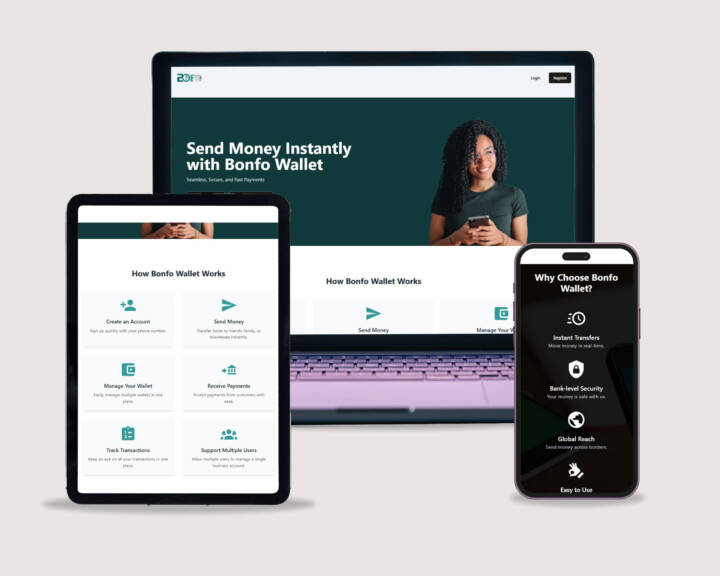 BOFO
Login
Register
Send Money Instantly
with Bonfo Wallet
Seamless, Secure, and Fast Payments
How Bonfo Wallet Works
Send Money
Manage Your W
How Bonfo Wallet Works
Create an Account
Sign up quickly with your phone number.
Send Money
Transfer funds to friends, family, or
businesses instantly.
Manage Your Wallet
Easily manage multiple wallets in one
place.
Receive Payments
Accept payments from customers with
ease.
Track Transactions
Keep an eye on all your transactions in one
place.
Support Multiple Users
Allow multiple users to manage a single
business account.
Why Choose Bonfo
Wallet?
Instant Transfers
Move money in real-time.
Bank-level Security
Your money is safe with us.
Global Reach
Send money across borders.
Easy to Use